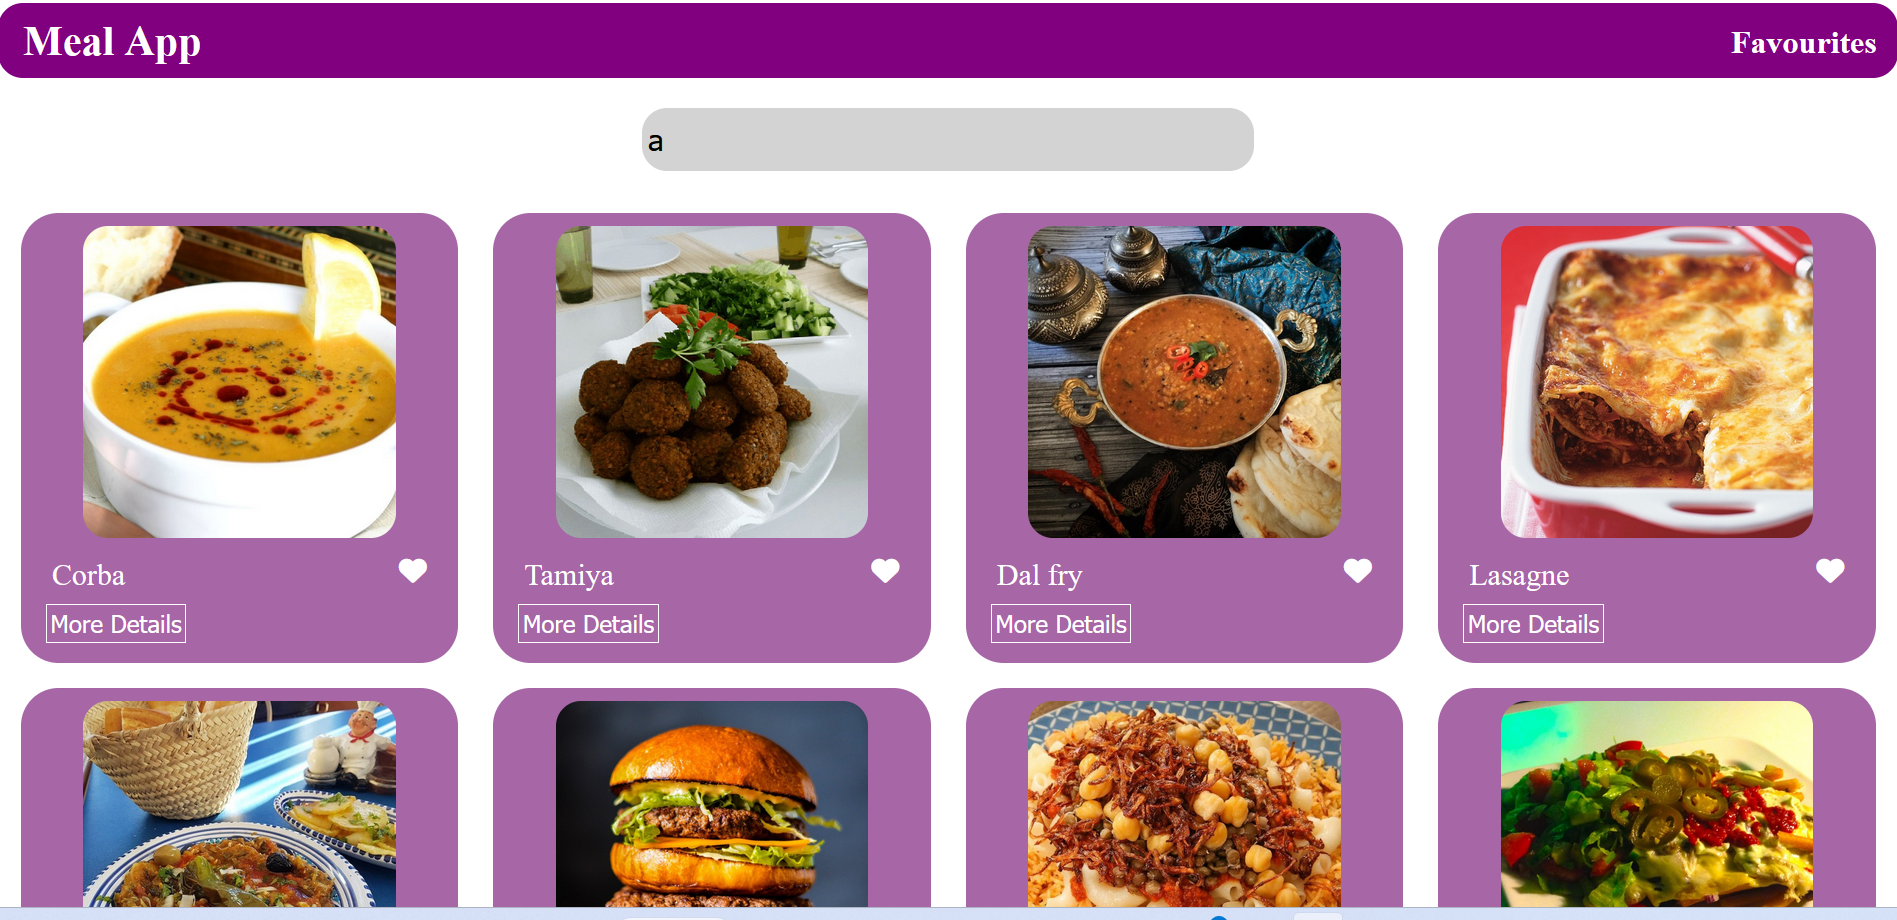 Meal App
Favourites
a
Corba
Tamiya
Dal fry
Lasagne
More Details
More Details
More Details
More Details